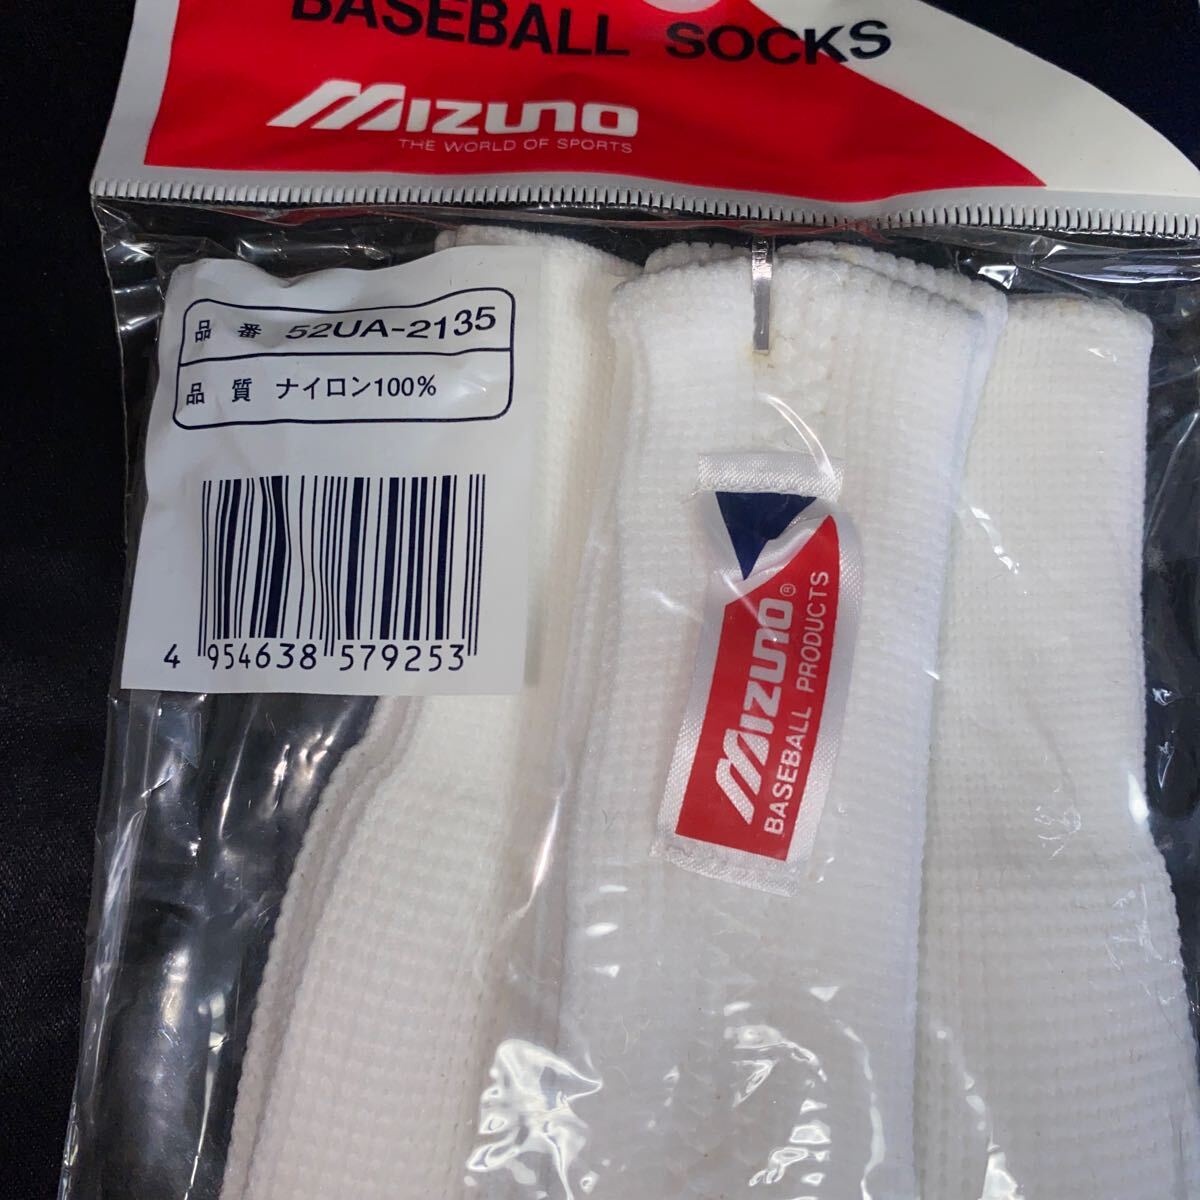 BASEBALL SOCKS
MIZUNO
THE WORLD OF SPORTS
品番 52UA-2135
品質 ナイロン100%
4 954638 579253
MIZUNO®
BASEBALL PRODUCTS